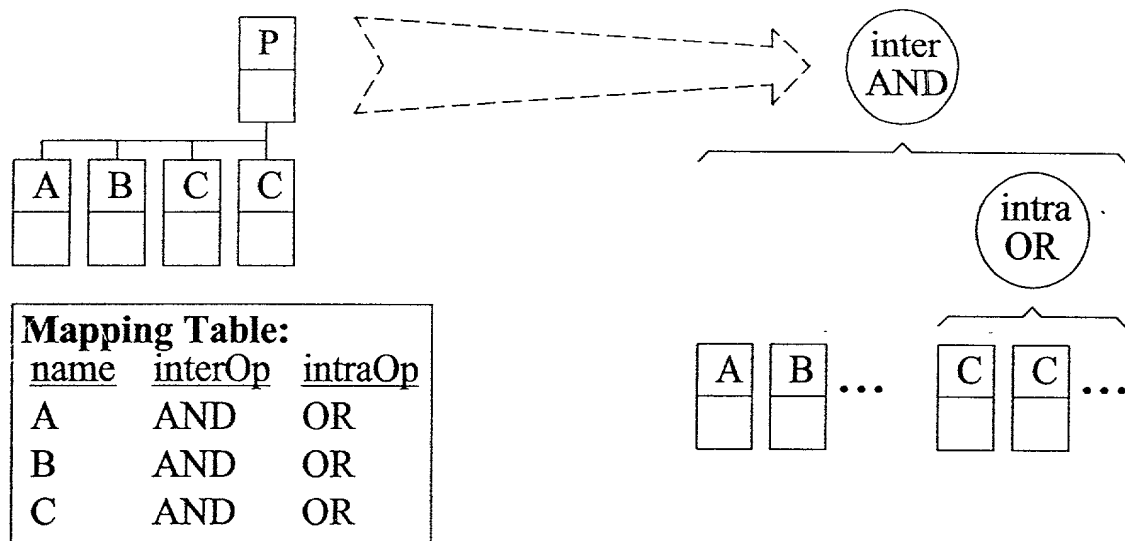 P
inter
AND
A B C C
intra
OR
Mapping Table:
name interOp intraOp
A AND OR
B AND OR
C AND OR
A B ... C C ...